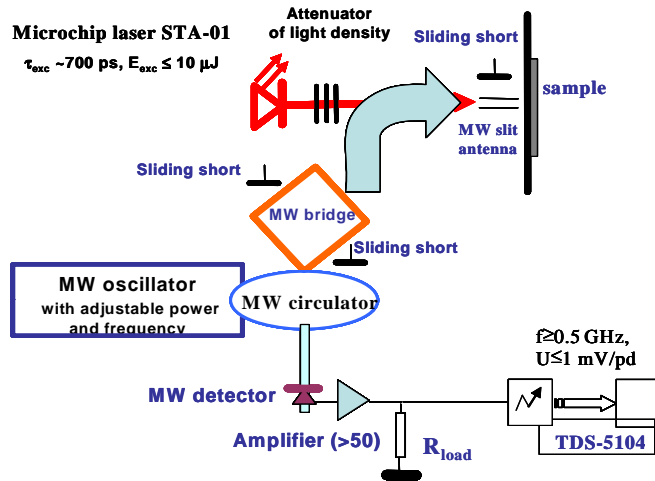 Microchip laser STA-01
τexc ~700 ps, Eexc ≤ 10 μJ
Attenuator
of light density
Sliding short
sample
MW slit
antenna
Sliding short
MW bridge
Sliding short
MW oscillator
with adjustable power
and frequency
MW circulator
f≥0.5 GHz,
U≤1 mV/pd
MW detector
Amplifier (>50)
Rload
TDS-5104